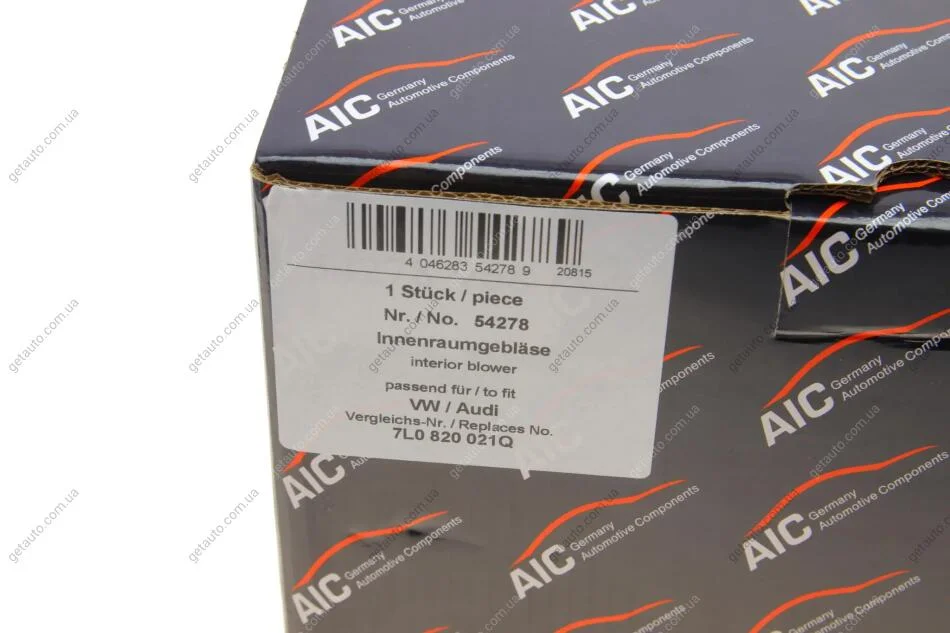 AIC Germany
Automotive Components
4 046283 54278 9 20815
1 Stück / piece
Nr. / No. 54278
Innenraumgebläse
interior blower
passend für / to fit
VW / Audi
Vergleichs-Nr. / Replaces No.
7L0 820 021Q
getauto.com.ua